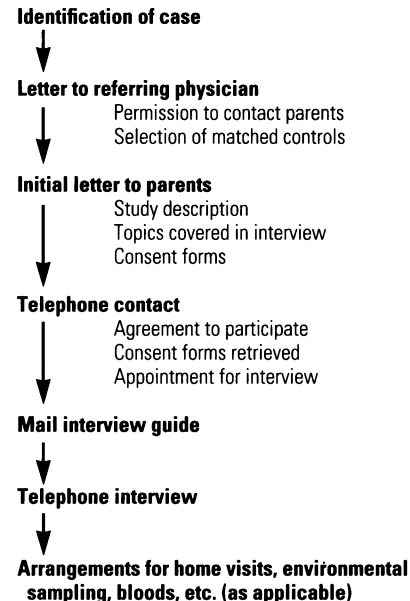 Identification of case
Letter to referring physician
Permission to contact parents
Selection of matched controls
Initial letter to parents
Study description
Topics covered in interview
Consent forms
Telephone contact
Agreement to participate
Consent forms retrieved
Appointment for interview
Mail interview guide
Telephone interview
Arrangements for home visits, environmental
sampling, bloods, etc. (as applicable)